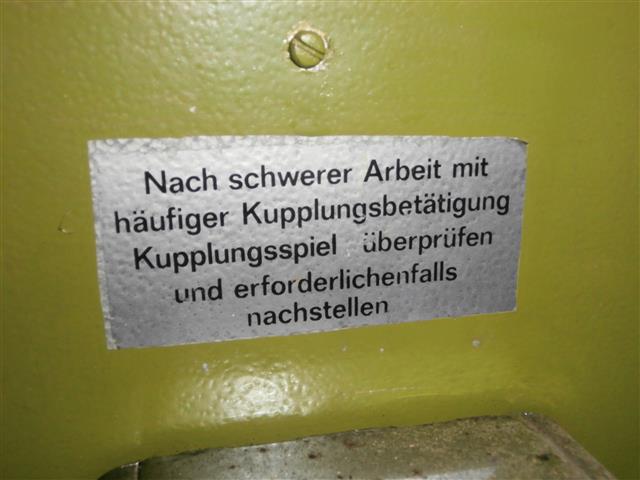 Nach schwerer Arbeit mit
häufiger Kupplungsbetätigung
Kupplungsspiel überprüfen
und erforderlichenfalls
nachstellen